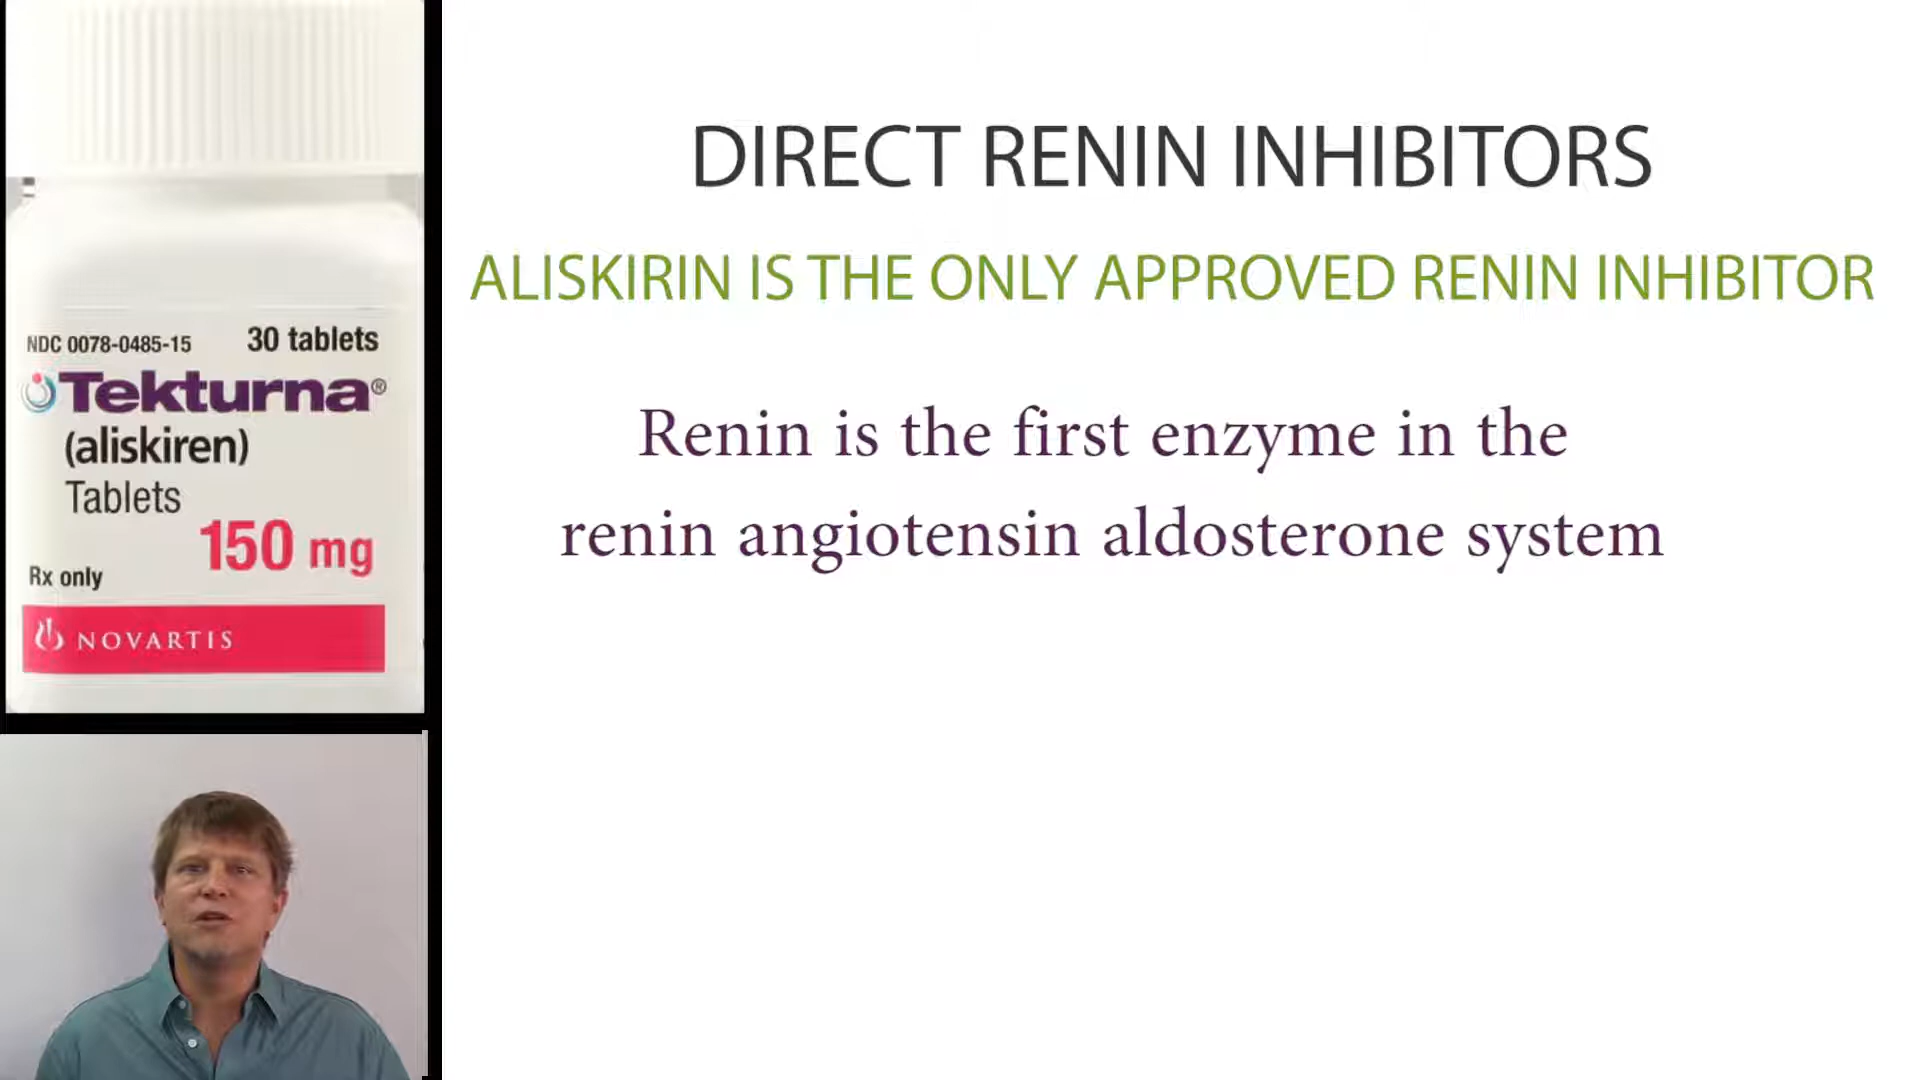 DIRECT RENIN INHIBITORS
ALISKIRIN IS THE ONLY APPROVED RENIN INHIBITOR
Renin is the first enzyme in the
renin angiotensin aldosterone system
NDC 0078-0485-15 30 tablets
Tekturna®
(aliskiren)
Tablets
150 mg
Rx only
NOVARTIS